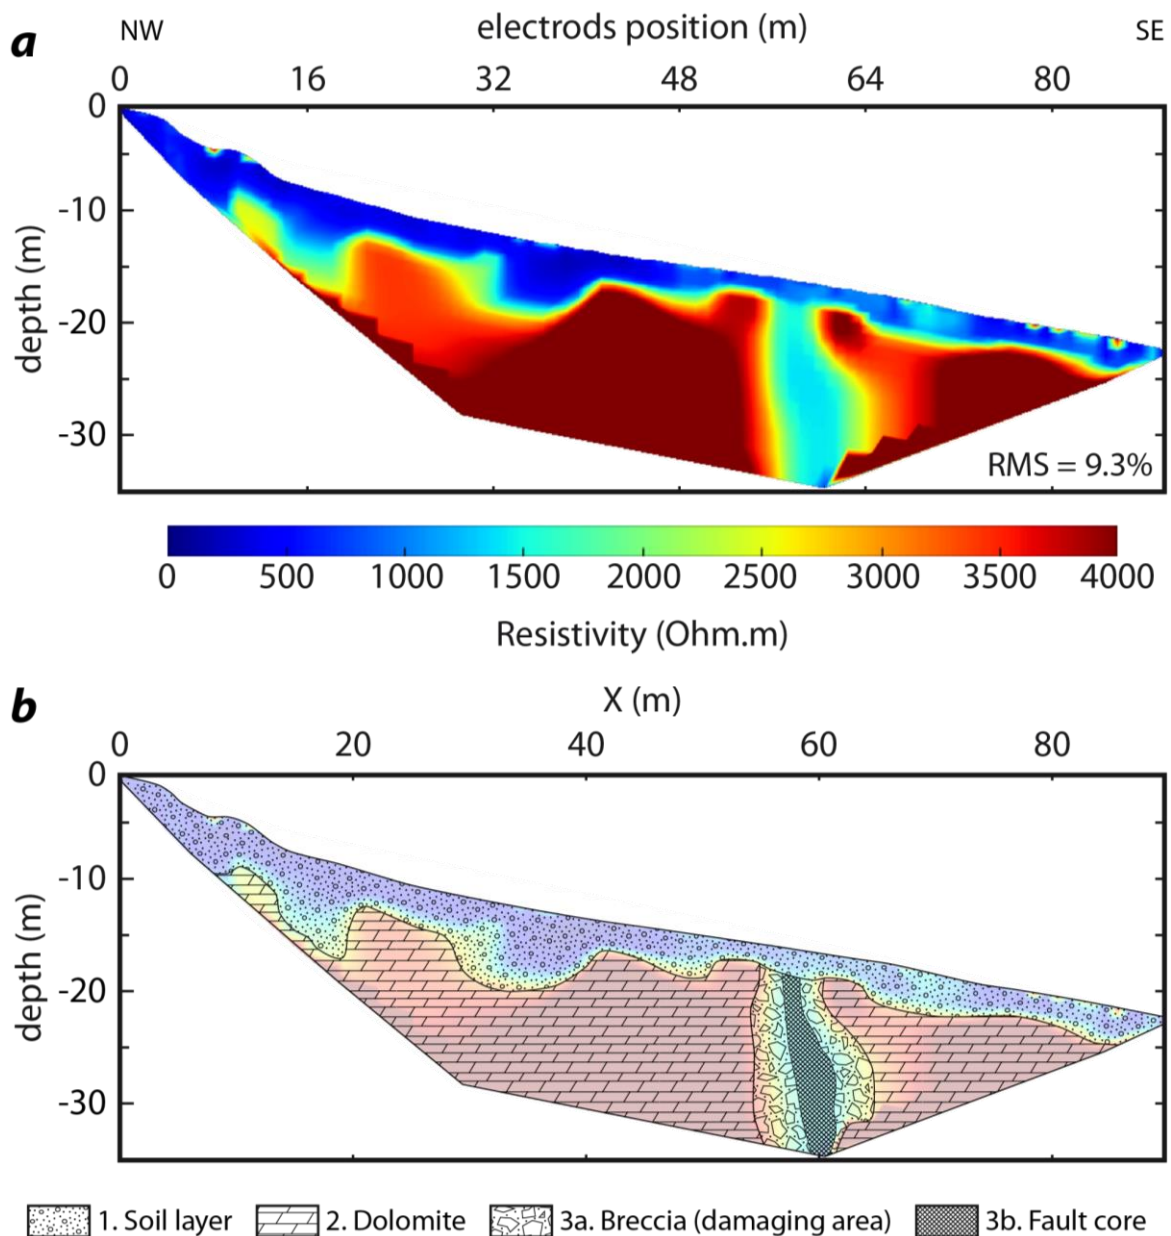 a
NW electrods position (m) SE
0 16 32 48 64 80
0
-10
-20
-30
depth (m)
RMS = 9.3%
0 500 1000 1500 2000 2500 3000 3500 4000
Resistivity (Ohm.m)
b
X (m)
0 20 40 60 80
0
-10
-20
-30
depth (m)
1. Soil layer 2. Dolomite 3a. Breccia (damaging area) 3b. Fault core